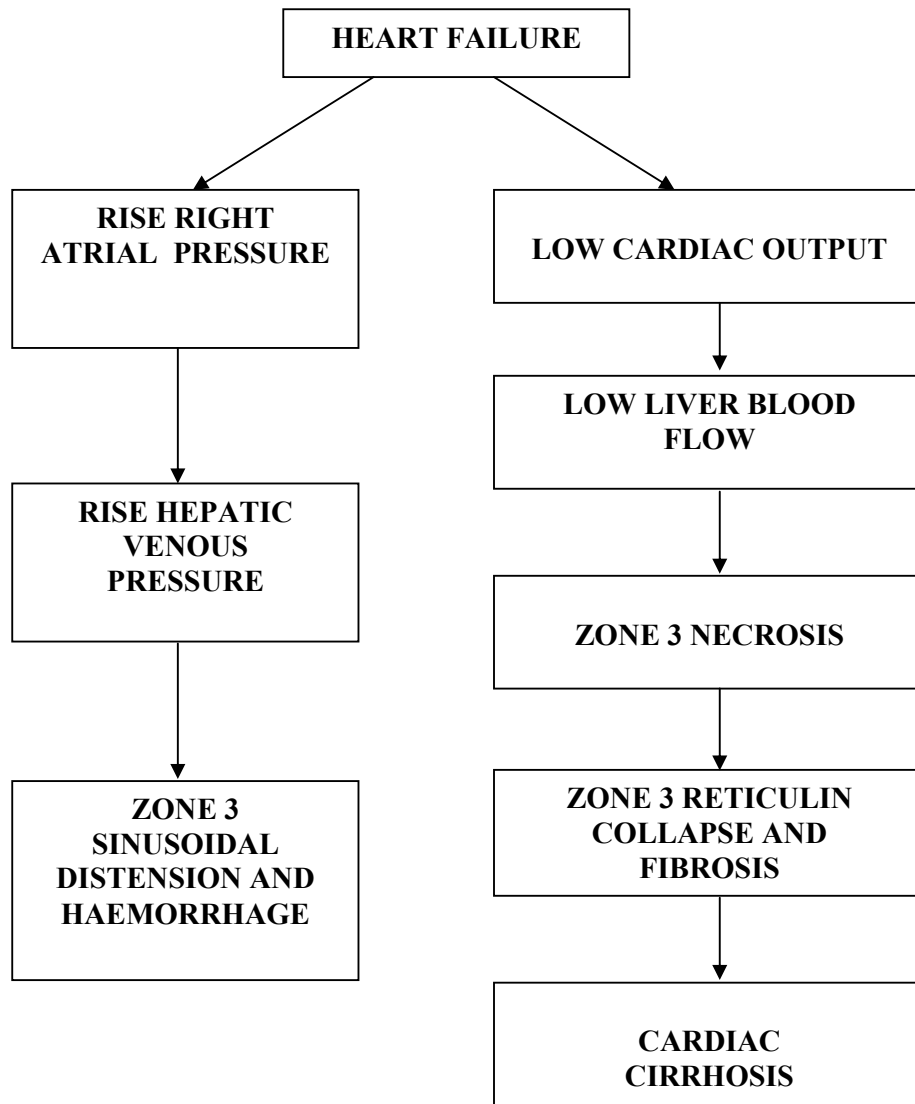 HEART FAILURE
RISE RIGHT
ATRIAL PRESSURE
LOW CARDIAC OUTPUT
LOW LIVER BLOOD
FLOW
RISE HEPATIC
VENOUS
PRESSURE
ZONE 3 NECROSIS
ZONE 3
SINUSOIDAL
DISTENSION AND
HAEMORRHAGE
ZONE 3 RETICULIN
COLLAPSE AND
FIBROSIS
CARDIAC
CIRRHOSIS